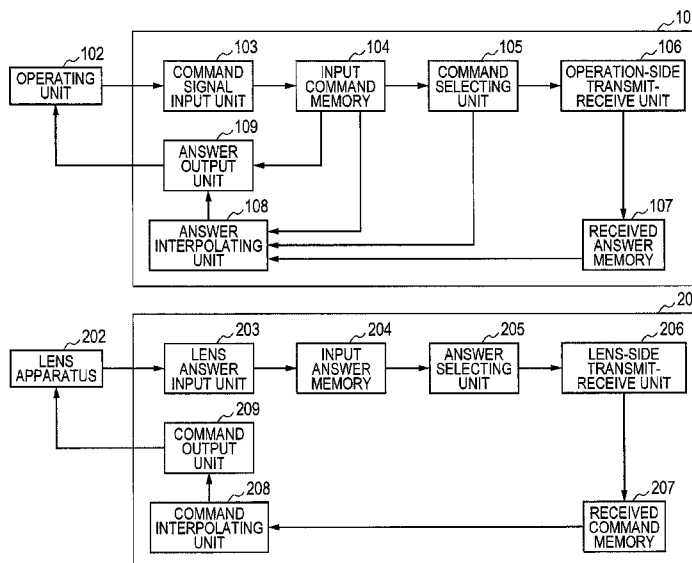 10
102
103
104
105
106
OPERATING
UNIT
COMMAND
SIGNAL
INPUT UNIT
INPUT
COMMAND
MEMORY
COMMAND
SELECTING
UNIT
OPERATION-SIDE
TRANSMIT-
RECEIVE UNIT
109
ANSWER
OUTPUT
UNIT
108
ANSWER
INTERPOLATING
UNIT
107
RECEIVED
ANSWER
MEMORY
20
202
203
204
205
206
LENS
APPARATUS
LENS
ANSWER
INPUT UNIT
INPUT
ANSWER
MEMORY
ANSWER
SELECTING
UNIT
LENS-SIDE
TRANSMIT-
RECEIVE UNIT
209
COMMAND
OUTPUT
UNIT
208
COMMAND
INTERPOLATING
UNIT
207
RECEIVED
COMMAND
MEMORY